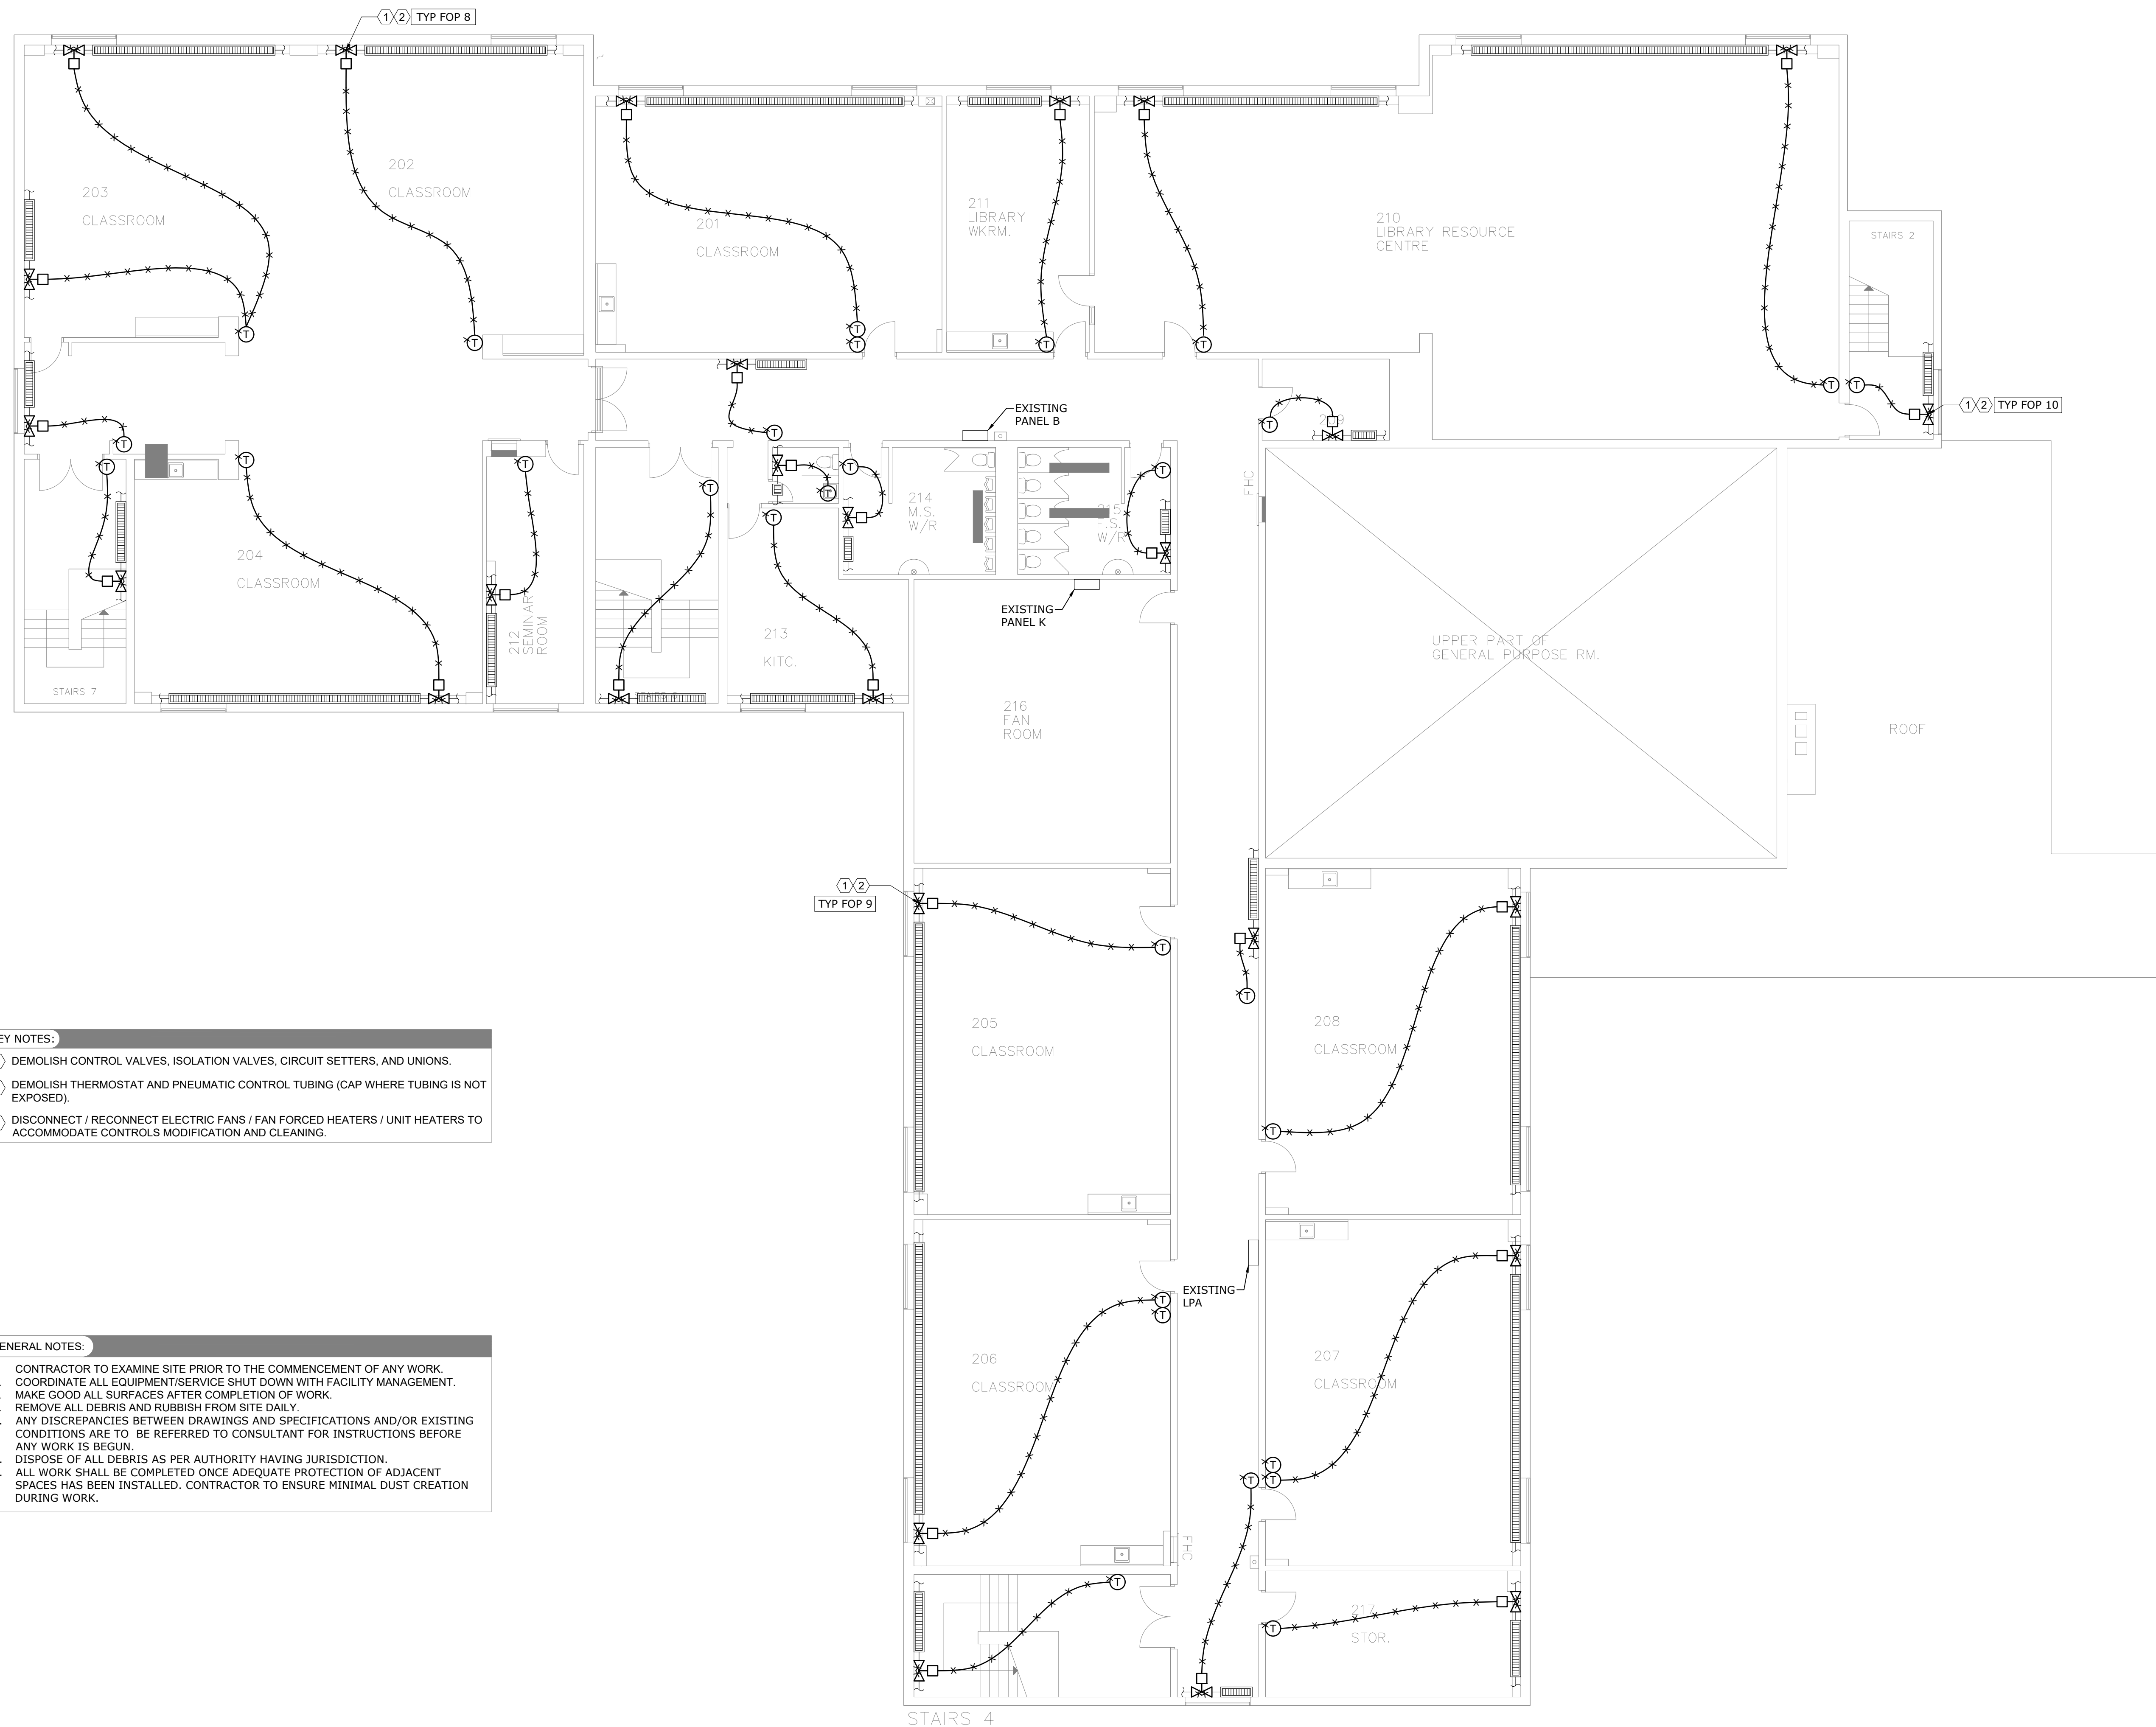 1 2 TYP FOP 8
203
CLASSROOM
202
CLASSROOM
201
CLASSROOM
211
LIBRARY
WKRM.
210
LIBRARY RESOURCE
CENTRE
STAIRS 2
1 2 TYP FOP 10
EXISTING
PANEL B
FHC
214
M.S.
W/R
215
F.S.
W/R
204
CLASSROOM
212
SEMINAR
ROOM
213
KITC.
EXISTING
PANEL K
UPPER PART OF
GENERAL PURPOSE RM.
STAIRS 7
216
FAN
ROOM
ROOF
1 2
TYP FOP 9
205
CLASSROOM
208
CLASSROOM
EY NOTES:
DEMOLISH CONTROL VALVES, ISOLATION VALVES, CIRCUIT SETTERS, AND UNIONS.
DEMOLISH THERMOSTAT AND PNEUMATIC CONTROL TUBING (CAP WHERE TUBING IS NOT
EXPOSED).
DISCONNECT / RECONNECT ELECTRIC FANS / FAN FORCED HEATERS / UNIT HEATERS TO
ACCOMMODATE CONTROLS MODIFICATION AND CLEANING.
EXISTING
LPA
206
CLASSROOM
207
CLASSROOM
ENERAL NOTES:
CONTRACTOR TO EXAMINE SITE PRIOR TO THE COMMENCEMENT OF ANY WORK.
COORDINATE ALL EQUIPMENT/SERVICE SHUT DOWN WITH FACILITY MANAGEMENT.
MAKE GOOD ALL SURFACES AFTER COMPLETION OF WORK.
REMOVE ALL DEBRIS AND RUBBISH FROM SITE DAILY.
ANY DISCREPANCIES BETWEEN DRAWINGS AND SPECIFICATIONS AND/OR EXISTING
CONDITIONS ARE TO BE REFERRED TO CONSULTANT FOR INSTRUCTIONS BEFORE
ANY WORK IS BEGUN.
DISPOSE OF ALL DEBRIS AS PER AUTHORITY HAVING JURISDICTION.
ALL WORK SHALL BE COMPLETED ONCE ADEQUATE PROTECTION OF ADJACENT
SPACES HAS BEEN INSTALLED. CONTRACTOR TO ENSURE MINIMAL DUST CREATION
DURING WORK.
FHC
217
STOR.
STAIRS 4